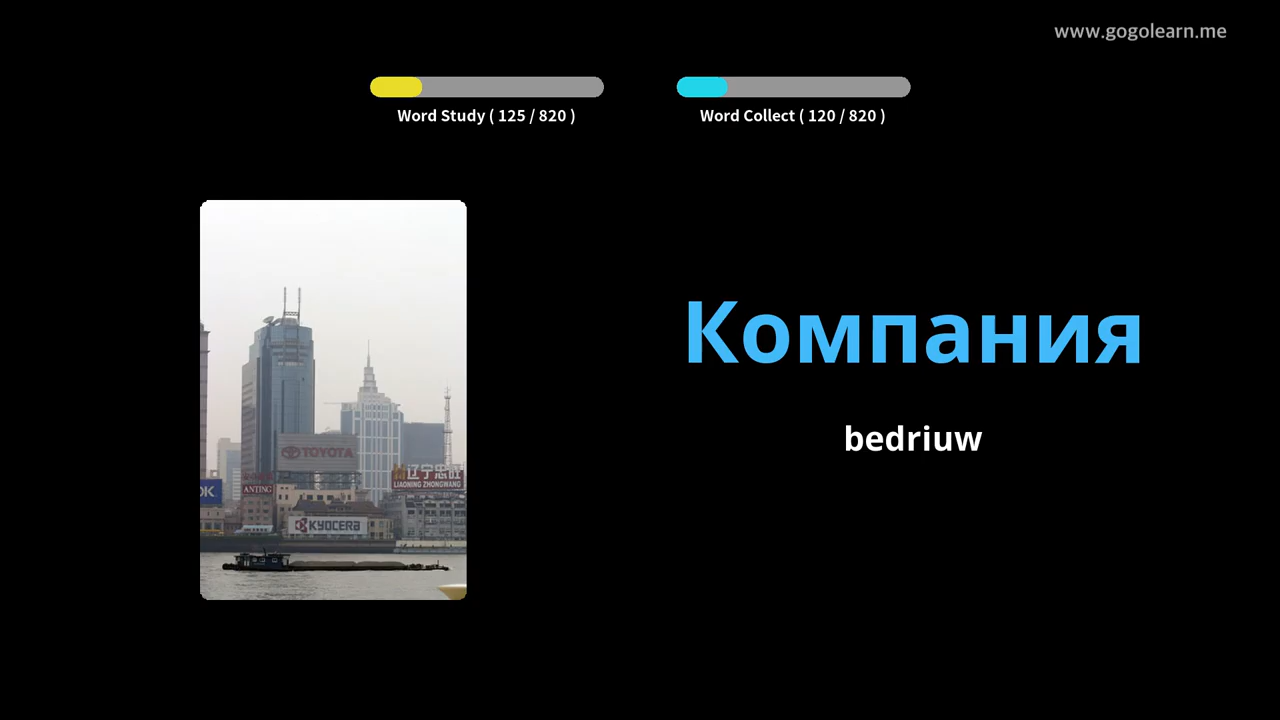 www.gogolearn.me
Word Study ( 125 / 820 )
Word Collect ( 120 / 820 )
Компания
bedriuw
TOYOTA
辽宁忠旺
LIAONING ZHONGWANG
OK
ANTING
KYOCERA